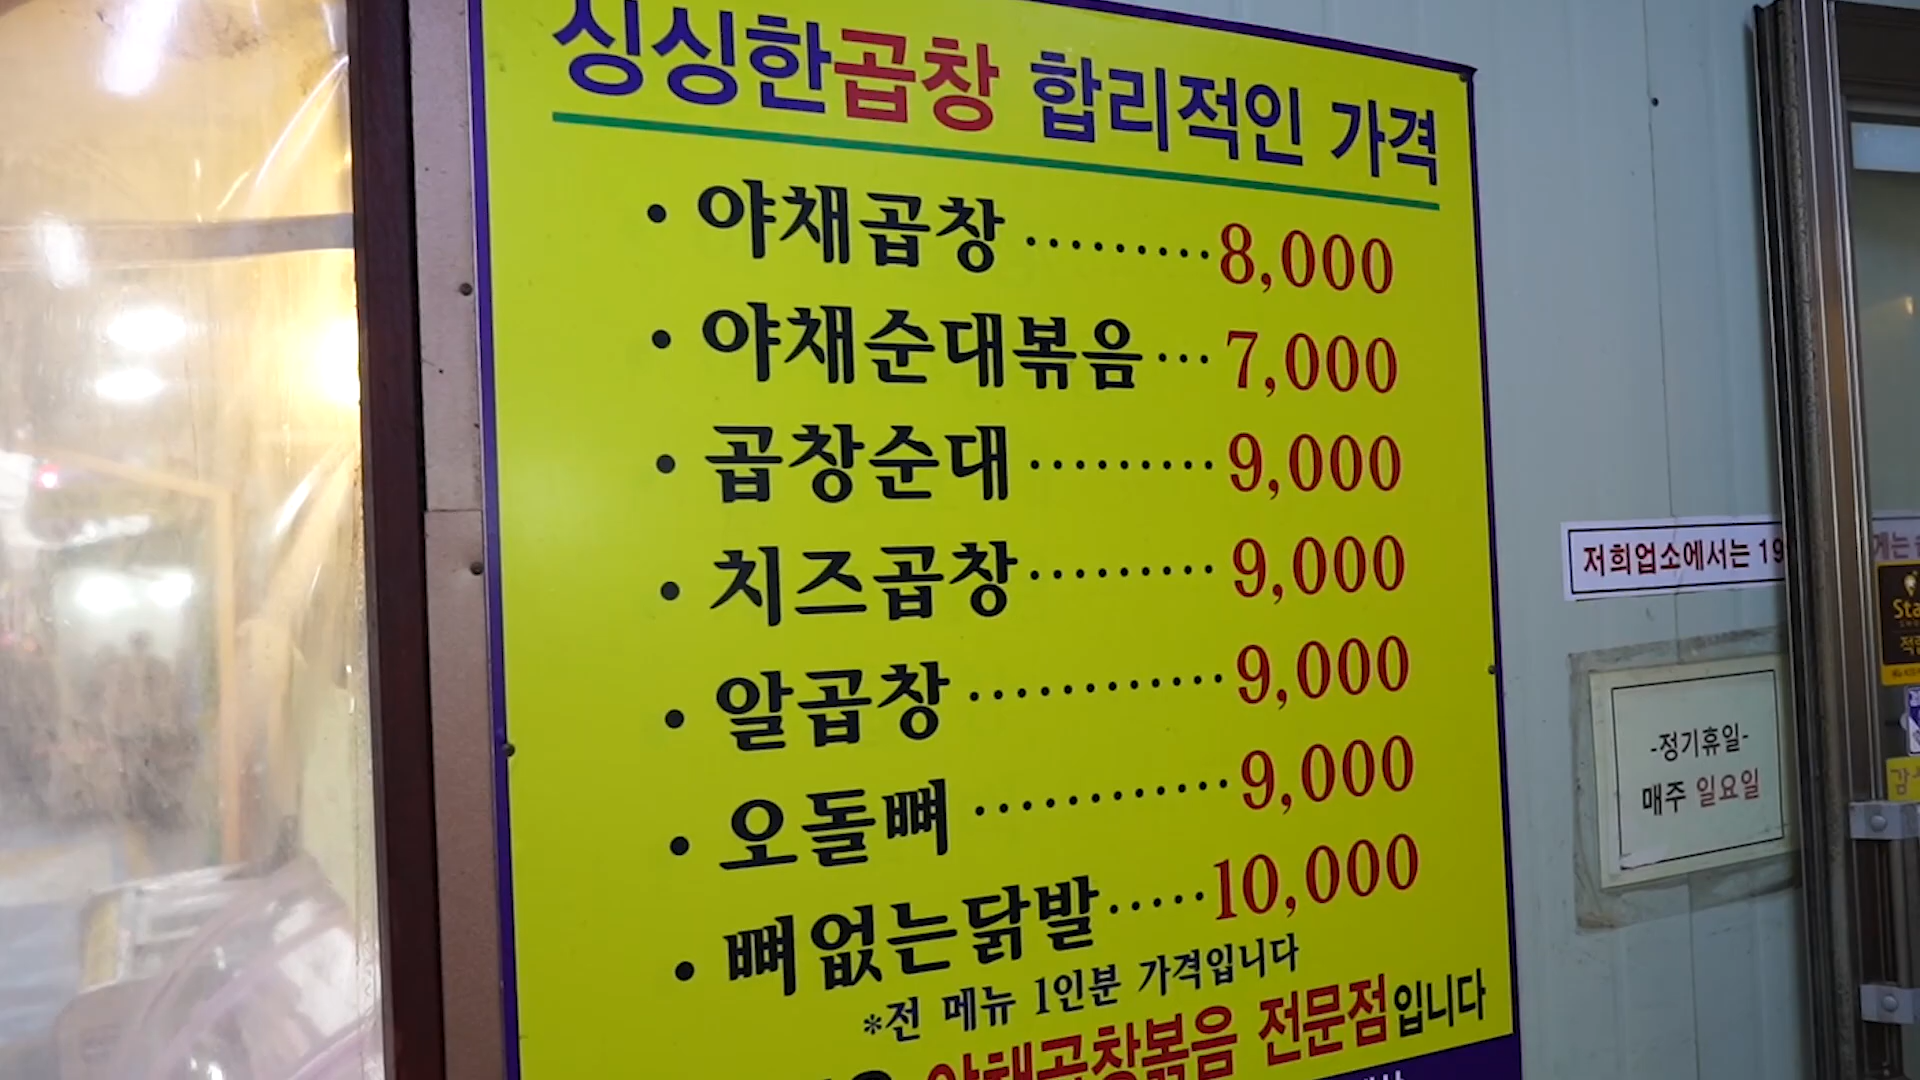 싱싱한곱창 합리적인 가격
· 야채곱창 ········· 8,000
· 야채순대볶음 ··· 7,000
· 곱창순대 ········· 9,000
· 치즈곱창 ········· 9,000
· 알곱창 ············ 9,000
· 오돌뼈 ············ 9,000
· 뼈없는닭발 ····· 10,000
*전 메뉴 1인분 가격입니다
야채곱창볶음 전문점입니다
저희업소에서는 19
-정기휴일-
매주 일요일
게는
Sta